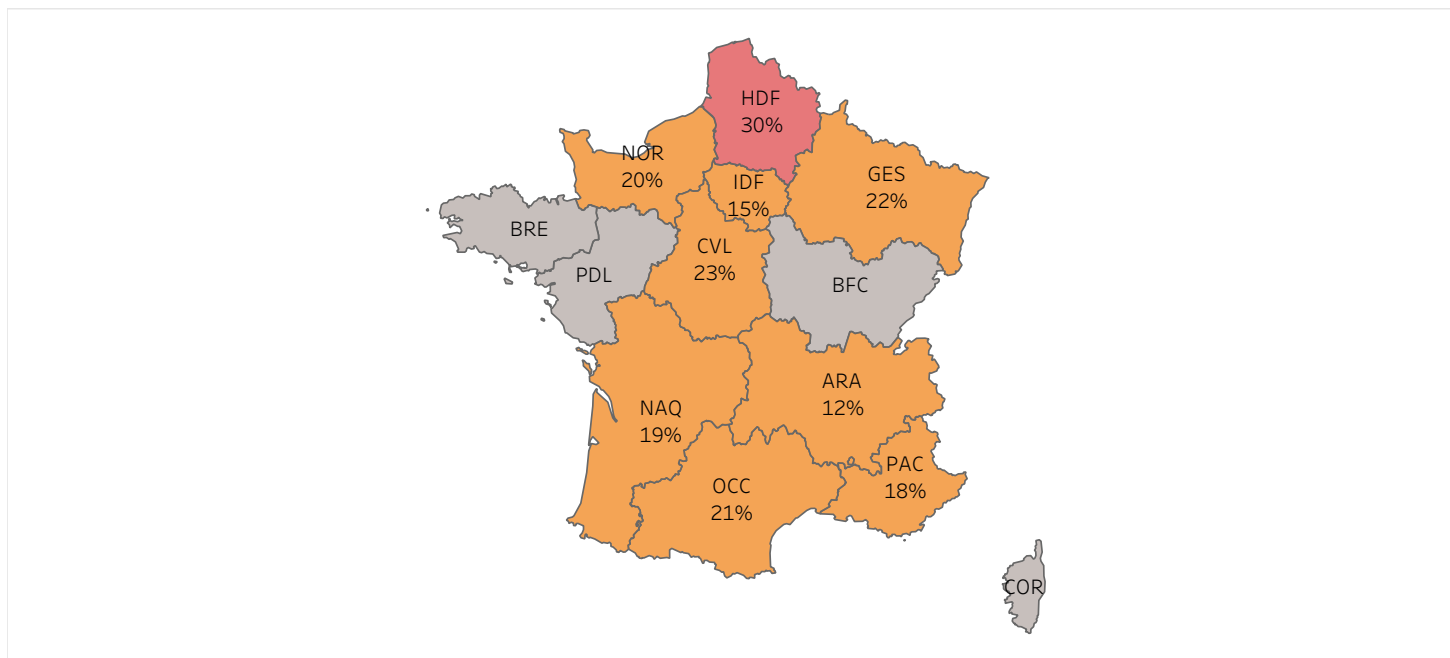 HDF
30%
NOR
20%
IDF
15%
GES
22%
BRE
CVL
23%
PDL
BFC
ARA
12%
NAQ
19%
PAC
18%
OCC
21%
COR